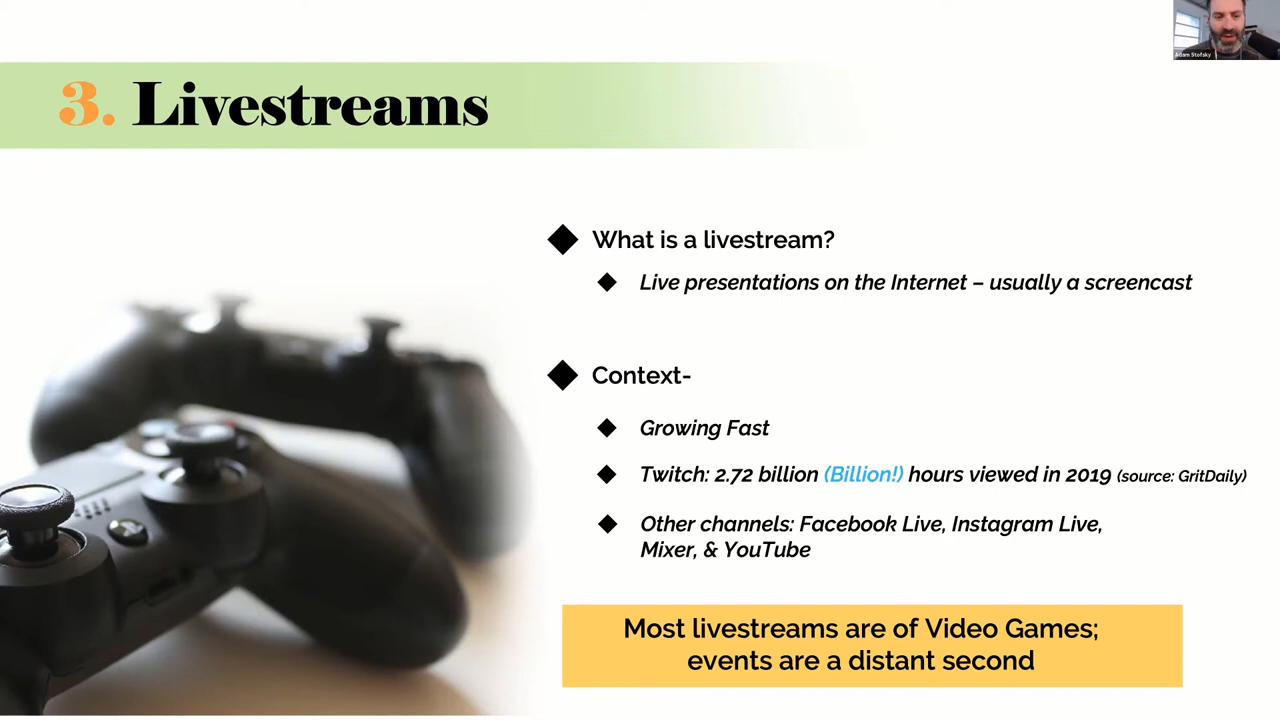 Adam Stofsky
3. Livestreams
What is a livestream?
Live presentations on the Internet – usually a screencast
Context-
Growing Fast
Twitch: 2.72 billion (Billion!) hours viewed in 2019 (source: GritDaily)
Other channels: Facebook Live, Instagram Live,
Mixer, & YouTube
Most livestreams are of Video Games;
events are a distant second